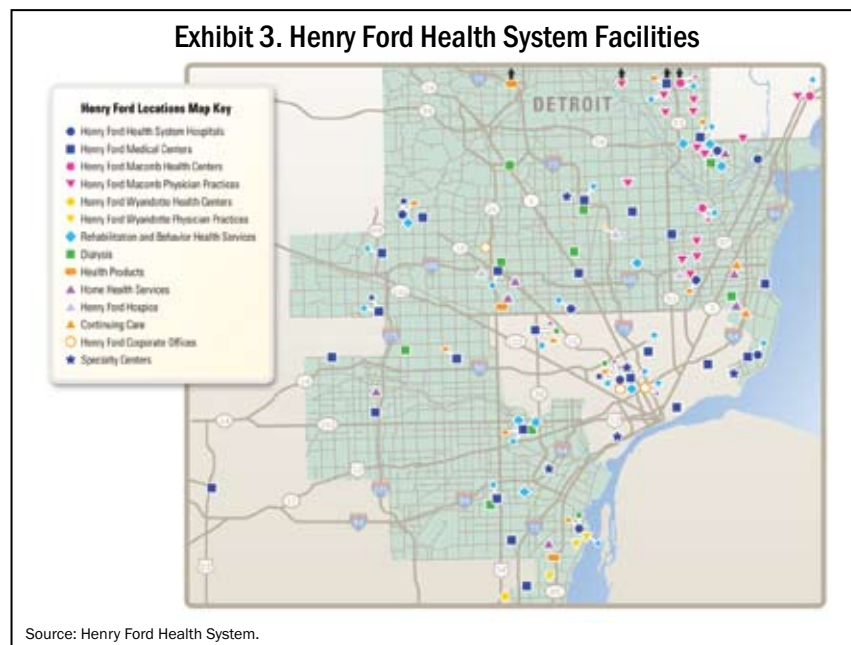 Exhibit 3. Henry Ford Health System Facilities
Henry Ford Locations Map Key
Henry Ford Health System Hospitals
Henry Ford Medical Centers
Henry Ford Macomb Health Centers
Henry Ford Macomb Physician Practices
Henry Ford Wyandotte Health Centers
Henry Ford Wyandotte Physician Practices
Rehabilitation and Behavior Health Services
Dialysis
Health Products
Home Health Services
Henry Ford Hospice
Continuing Care
Henry Ford Corporate Offices
Specialty Centers
DETROIT
Source: Henry Ford Health System.